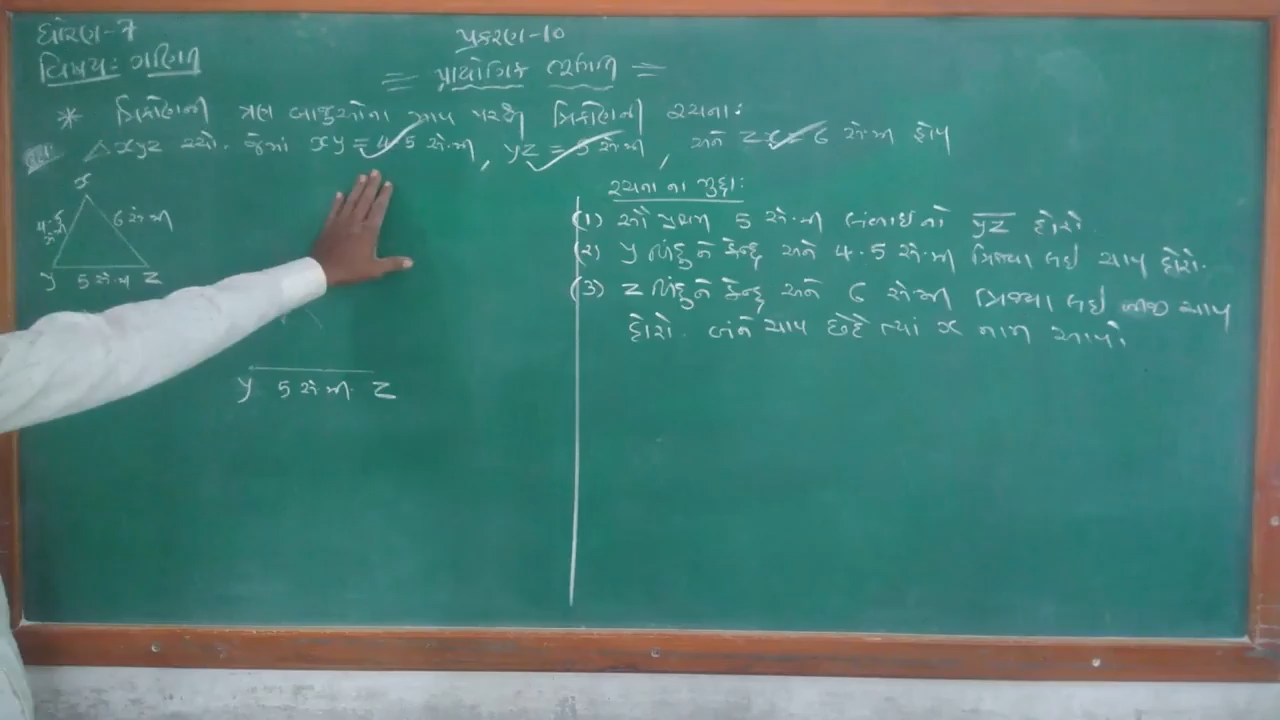 ધોરણ-7
વિષય: ગણિત
પ્રકરણ-10
= પ્રાયોગિક ભૂમિતિ =
* ત્રિકોણની ત્રણ બાજુઓના માપ પરથી ત્રિકોણની રચના:
△XYZ રચો. જેમાં XY = 4.5 સે.મી, YZ = 5 સે.મી, અને ZX = 6 સે.મી હોય
X
4.5 સે.મી
6 સે.મી
Y 5 સે.મી Z
Y 5 સે.મી. Z
રચના ના મુદ્દા:
(1) સૌ પ્રથમ 5 સે.મી લંબાઈનો YZ દોરો.
(૨) Y બિંદુને કેન્દ્ર અને 4.5 સે.મી ત્રિજ્યા લઈ ચાપ દોરો.
(3) Z બિંદુને કેન્દ્ર અને 6 સે.મી ત્રિજ્યા લઈ બીજી ચાપ
દોરો. બંને ચાપ છેદે ત્યાં X નામ આપો.